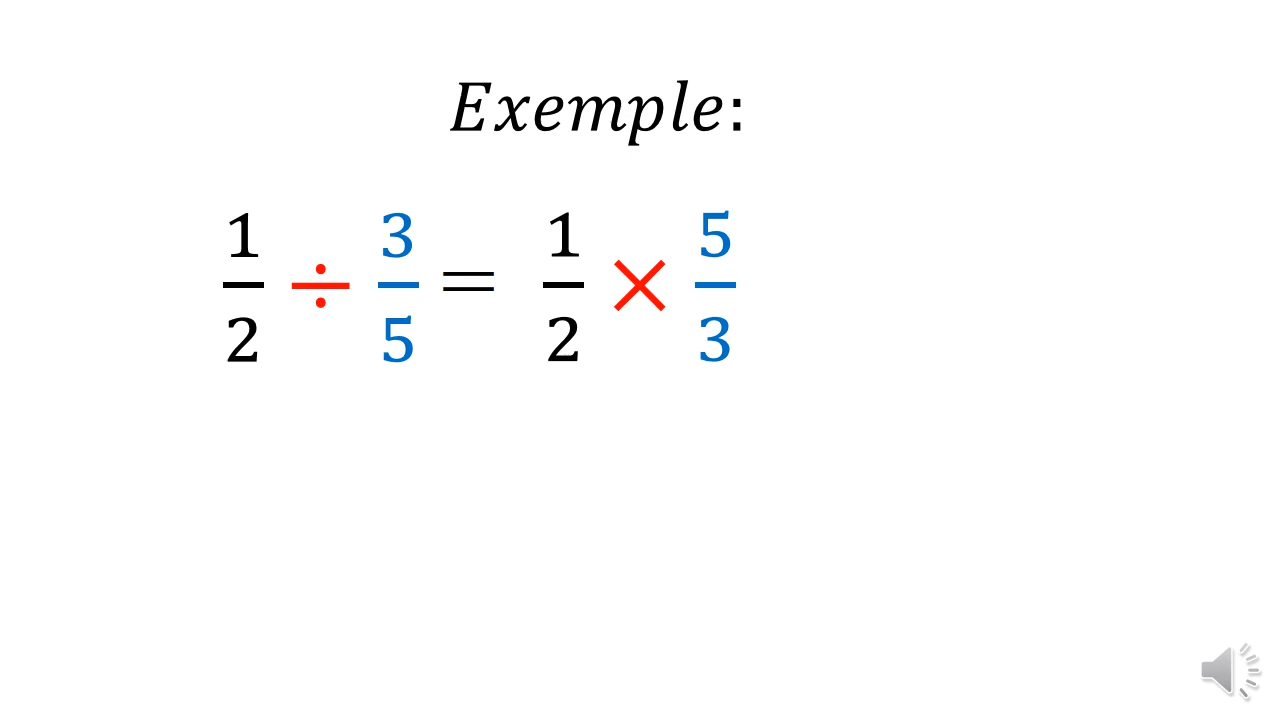 Exemple:
1/2 ÷ 3/5 = 1/2 × 5/3